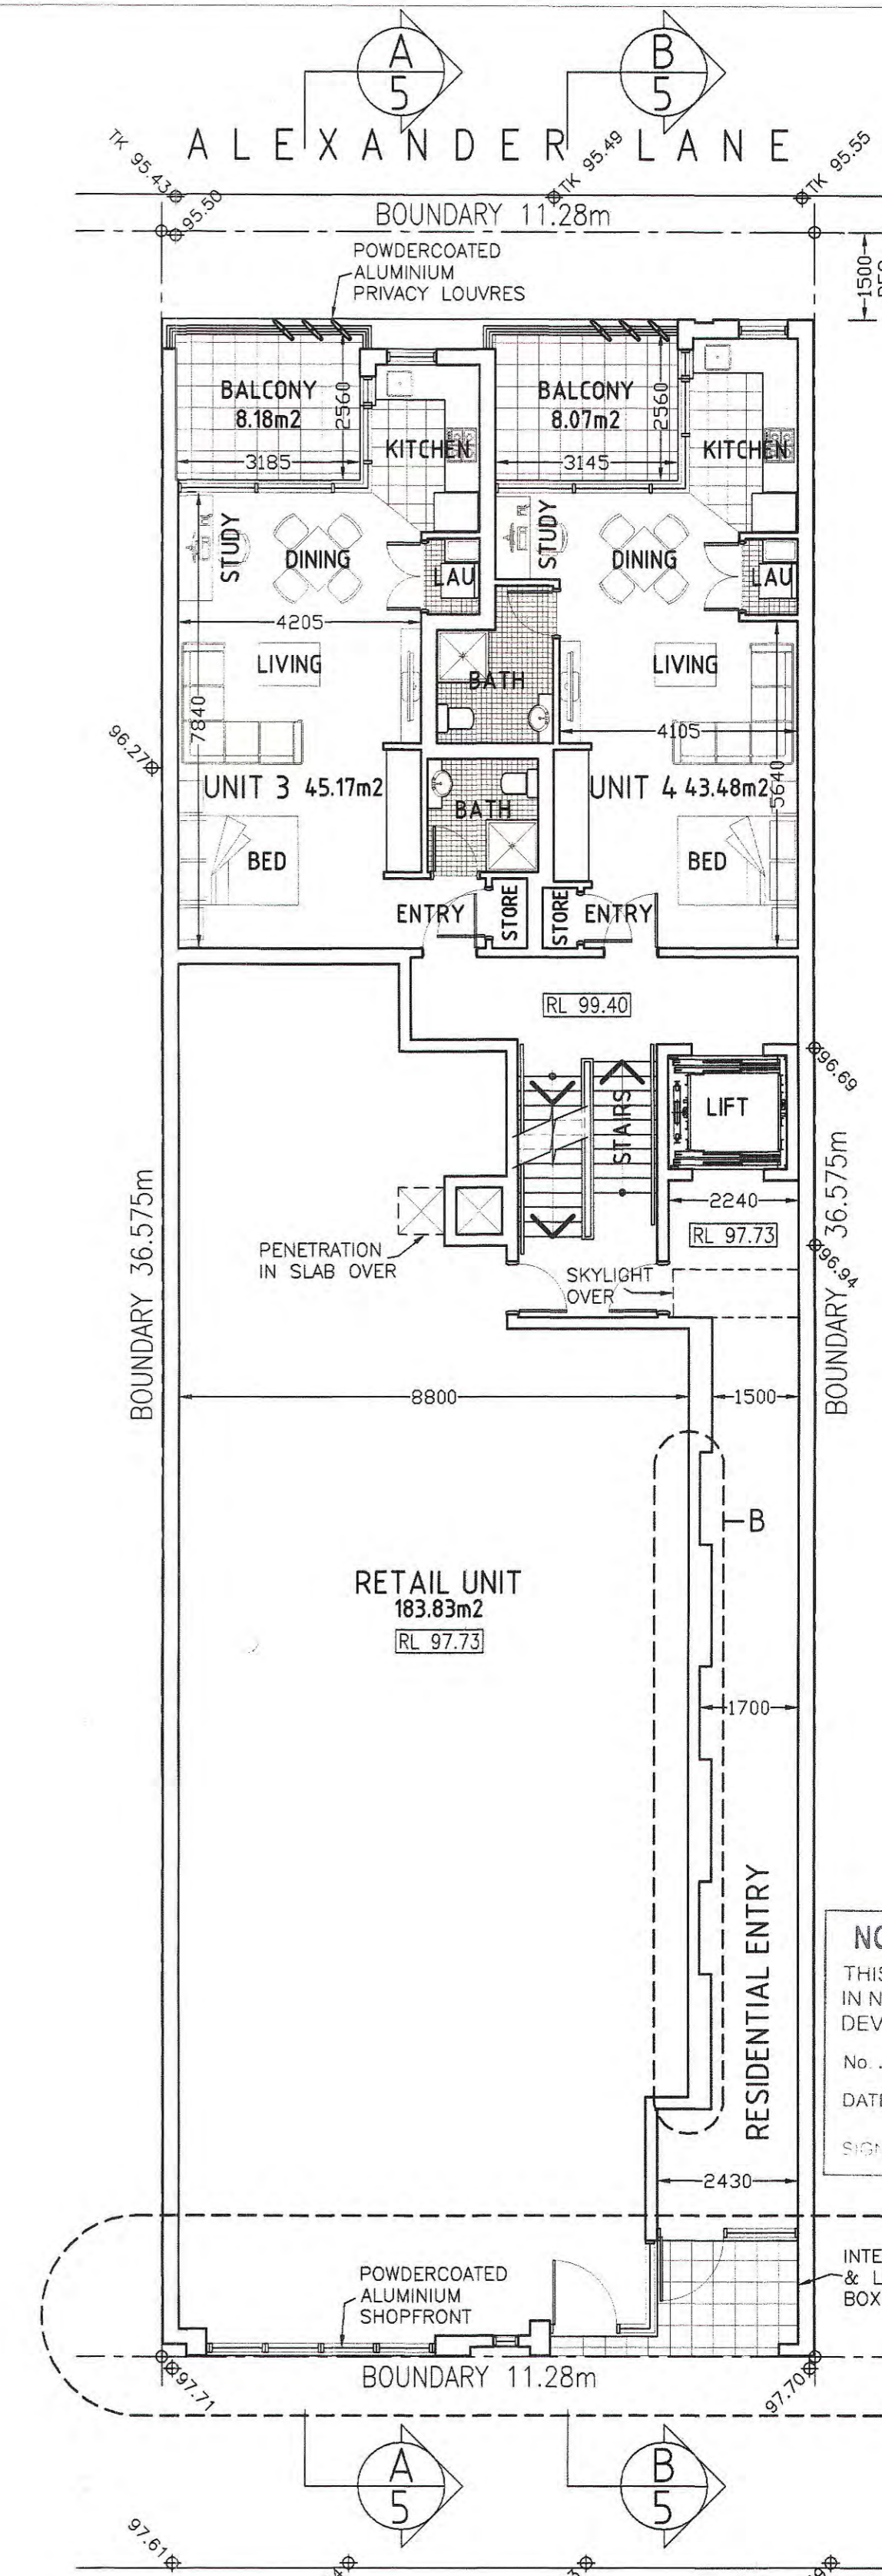 A
5
B
5
ALEXANDER LANE
TK 95.43
95.50
TK 95.49
TK 95.55
BOUNDARY 11.28m
POWDERCOATED
ALUMINIUM
PRIVACY LOUVRES
1500
BALCONY
8.18m2
2560
3185
KITCHEN
BALCONY
8.07m2
2560
3145
KITCHEN
STUDY
DINING
LAU
STUDY
DINING
LAU
4205
LIVING
BATH
LIVING
7840
4105
96.27
UNIT 3 45.17m2
UNIT 4 43.48m2
5640
BATH
BED
BED
ENTRY
STORE
STORE
ENTRY
RL 99.40
96.69
STAIRS
LIFT
BOUNDARY 36.575m
BOUNDARY 36.575m
2240
RL 97.73
96.94
PENETRATION
IN SLAB OVER
SKYLIGHT
OVER
8800
1500
B
RETAIL UNIT
183.83m2
RL 97.73
1700
RESIDENTIAL ENTRY
THIS
IN N
DEV
No.
DATE
SIGN
2430
POWDERCOATED
ALUMINIUM
SHOPFRONT
INTE
& L
BOX
97.71
BOUNDARY 11.28m
97.70
A
5
B
5
97.61